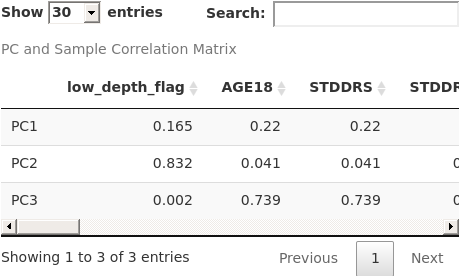 Show 30 entries Search:
PC and Sample Correlation Matrix
low_depth_flag AGE18 STDDRS STDDR
PC1 0.165 0.22 0.22
PC2 0.832 0.041 0.041 0
PC3 0.002 0.739 0.739 0
Showing 1 to 3 of 3 entries Previous 1 Next